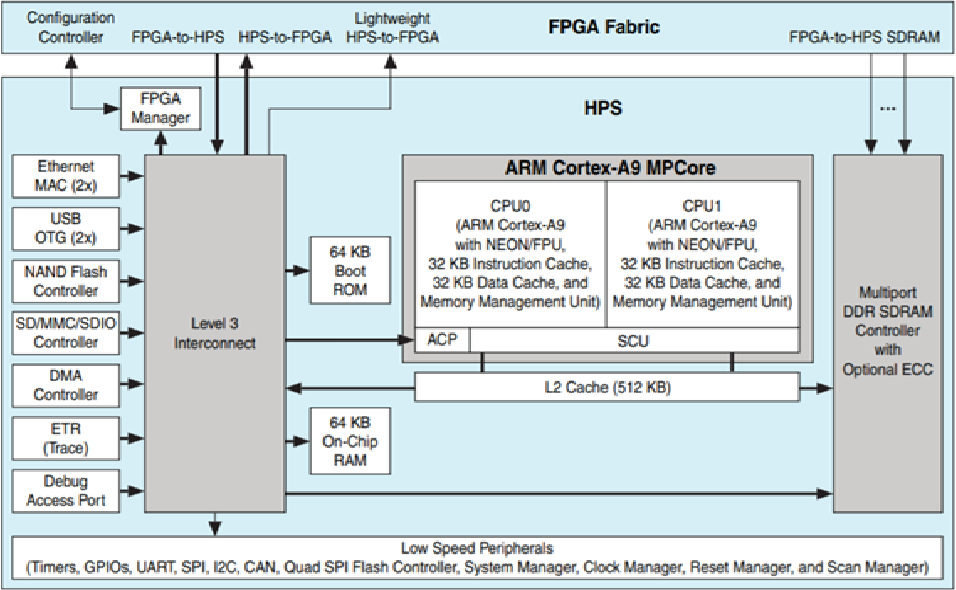 Configuration
Controller
FPGA-to-HPS
HPS-to-FPGA
Lightweight
HPS-to-FPGA
FPGA Fabric
FPGA-to-HPS SDRAM
FPGA
Manager
HPS
...
Ethernet
MAC (2x)
USB
OTG (2x)
NAND Flash
Controller
SD/MMC/SDIO
Controller
DMA
Controller
ETR
(Trace)
Debug
Access Port
Level 3
Interconnect
64 KB
Boot
ROM
64 KB
On-Chip
RAM
ARM Cortex-A9 MPCore
CPU0
(ARM Cortex-A9
with NEON/FPU,
32 KB Instruction Cache,
32 KB Data Cache, and
Memory Management Unit)
CPU1
(ARM Cortex-A9
with NEON/FPU,
32 KB Instruction Cache,
32 KB Data Cache, and
Memory Management Unit)
ACP
SCU
L2 Cache (512 KB)
Multiport
DDR SDRAM
Controller
with
Optional ECC
Low Speed Peripherals
(Timers, GPIOs, UART, SPI, I2C, CAN, Quad SPI Flash Controller, System Manager, Clock Manager, Reset Manager, and Scan Manager)